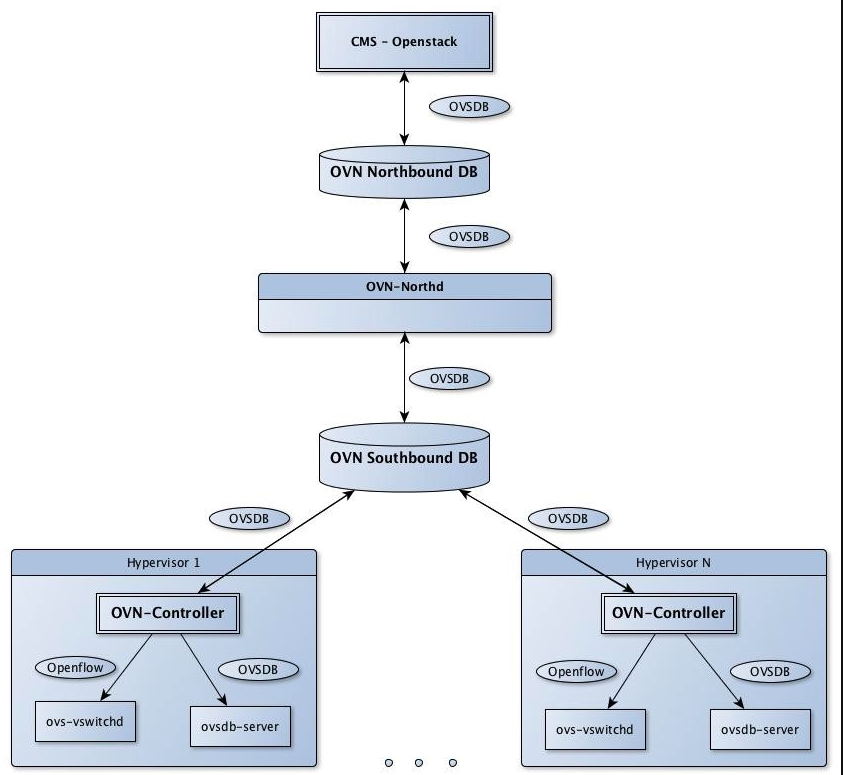 CMS - Openstack
OVSDB
OVN Northbound DB
OVSDB
OVN-Northd
OVSDB
OVN Southbound DB
OVSDB
OVSDB
Hypervisor 1
Hypervisor N
OVN-Controller
OVN-Controller
Openflow
OVSDB
Openflow
OVSDB
ovs-vswitchd
ovsdb-server
ovs-vswitchd
ovsdb-server